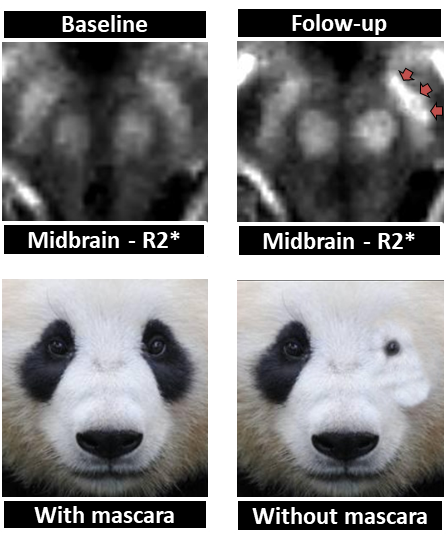 Baseline
Folow-up
Midbrain - R2*
Midbrain - R2*
With mascara
Without mascara